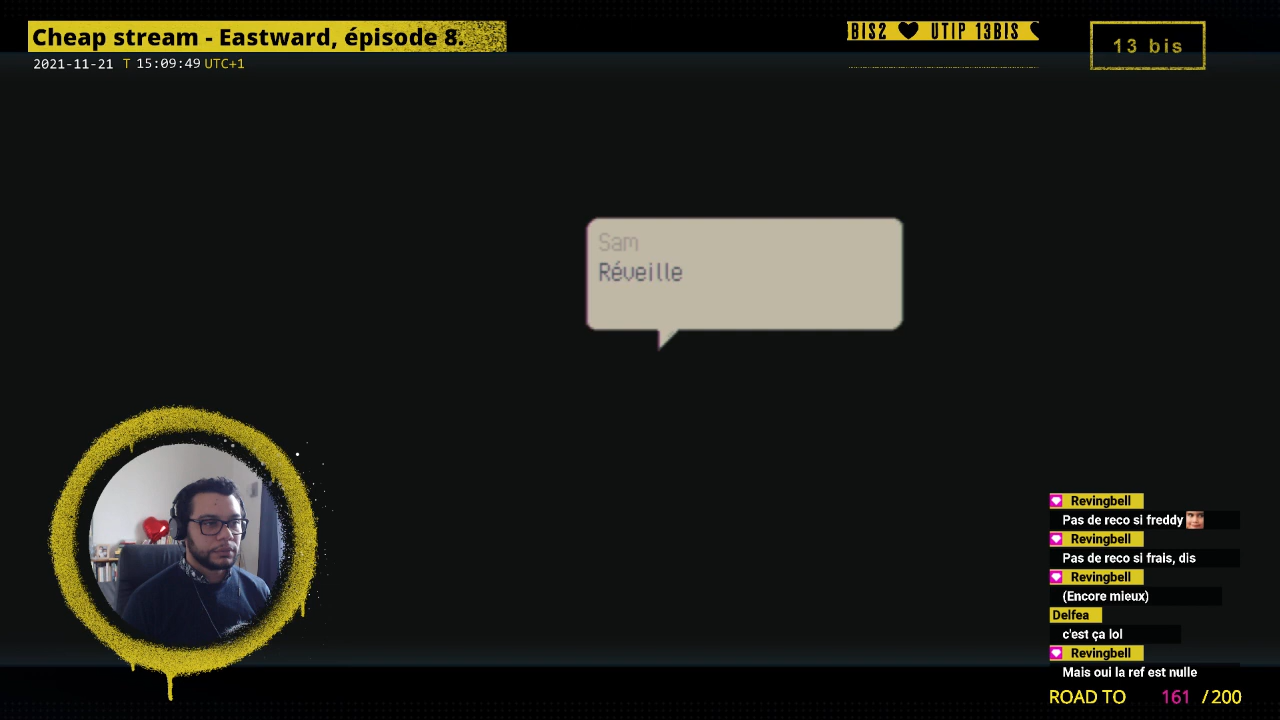 Cheap stream - Eastward, épisode 8.
2021-11-21 T 15:09:49 UTC+1
BIS2 ♥ UTIP 13BIS
13 bis
Sam
Réveille
Revingbell
Pas de reco si freddy
Revingbell
Pas de reco si frais, dis
Revingbell
(Encore mieux)
Delfea
c'est ça lol
Revingbell
Mais oui la ref est nulle
ROAD TO 161 /200